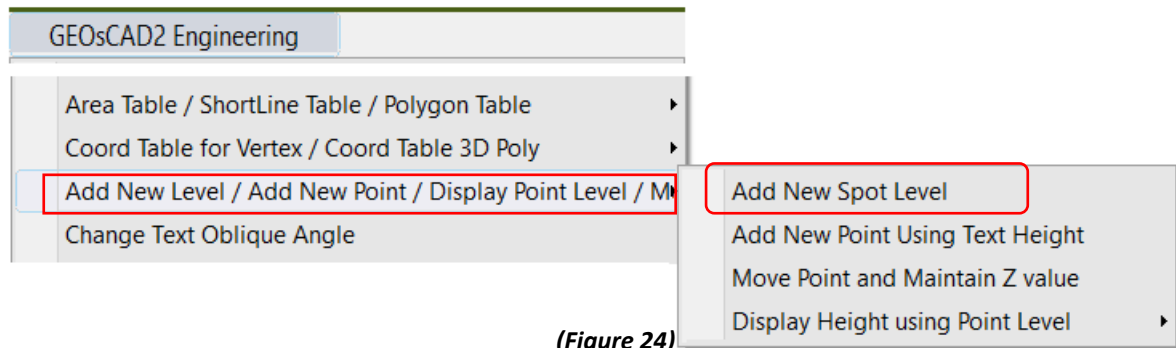 GEOsCAD2 Engineering
Area Table / ShortLine Table / Polygon Table
Coord Table for Vertex / Coord Table 3D Poly
Add New Level / Add New Point / Display Point Level / M
Change Text Oblique Angle
Add New Spot Level
Add New Point Using Text Height
Move Point and Maintain Z value
Display Height using Point Level
(Figure 24)